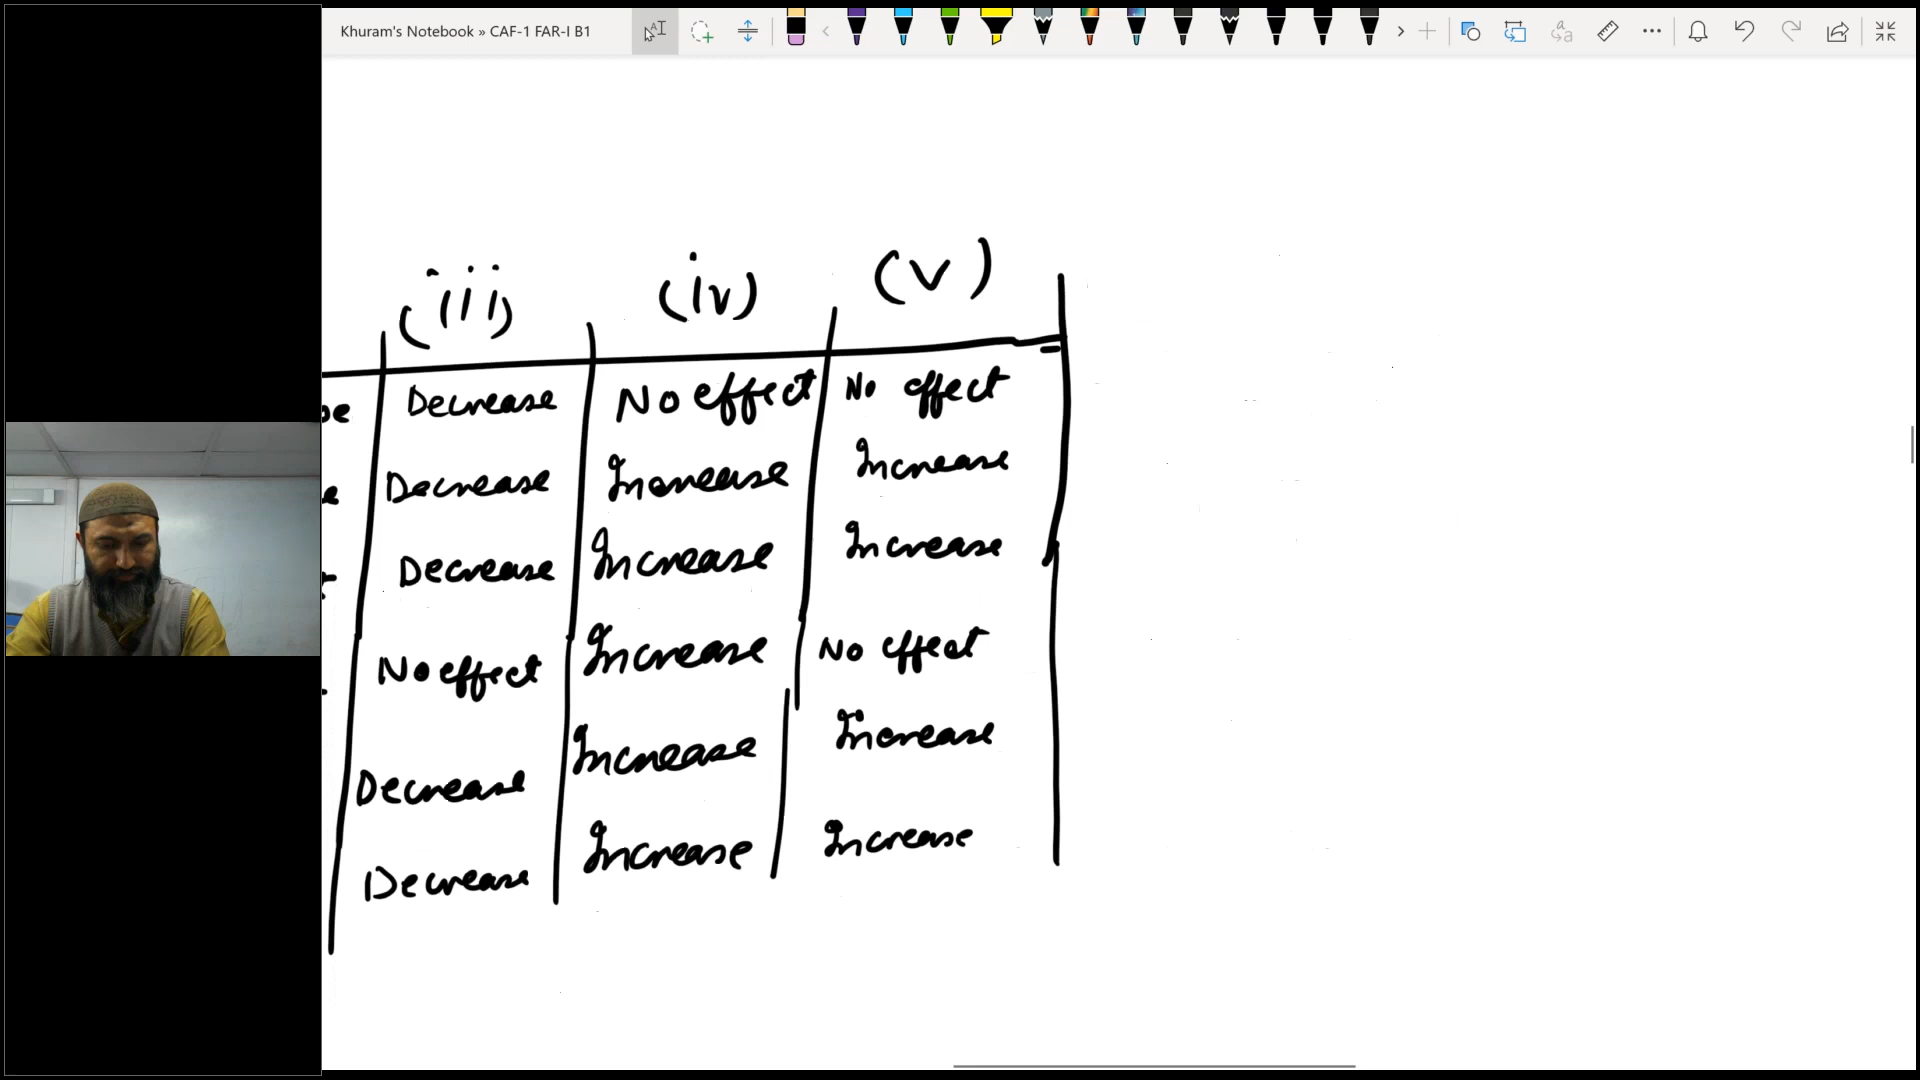 Khuram's Notebook » CAF-1 FAR-I B1
(iii) (iv) (v)
Decrease No effect No effect
Decrease Increase Increase
Decrease Increase Increase
No effect Increase No effect
Decrease Increase Increase
Decrease Increase Increase